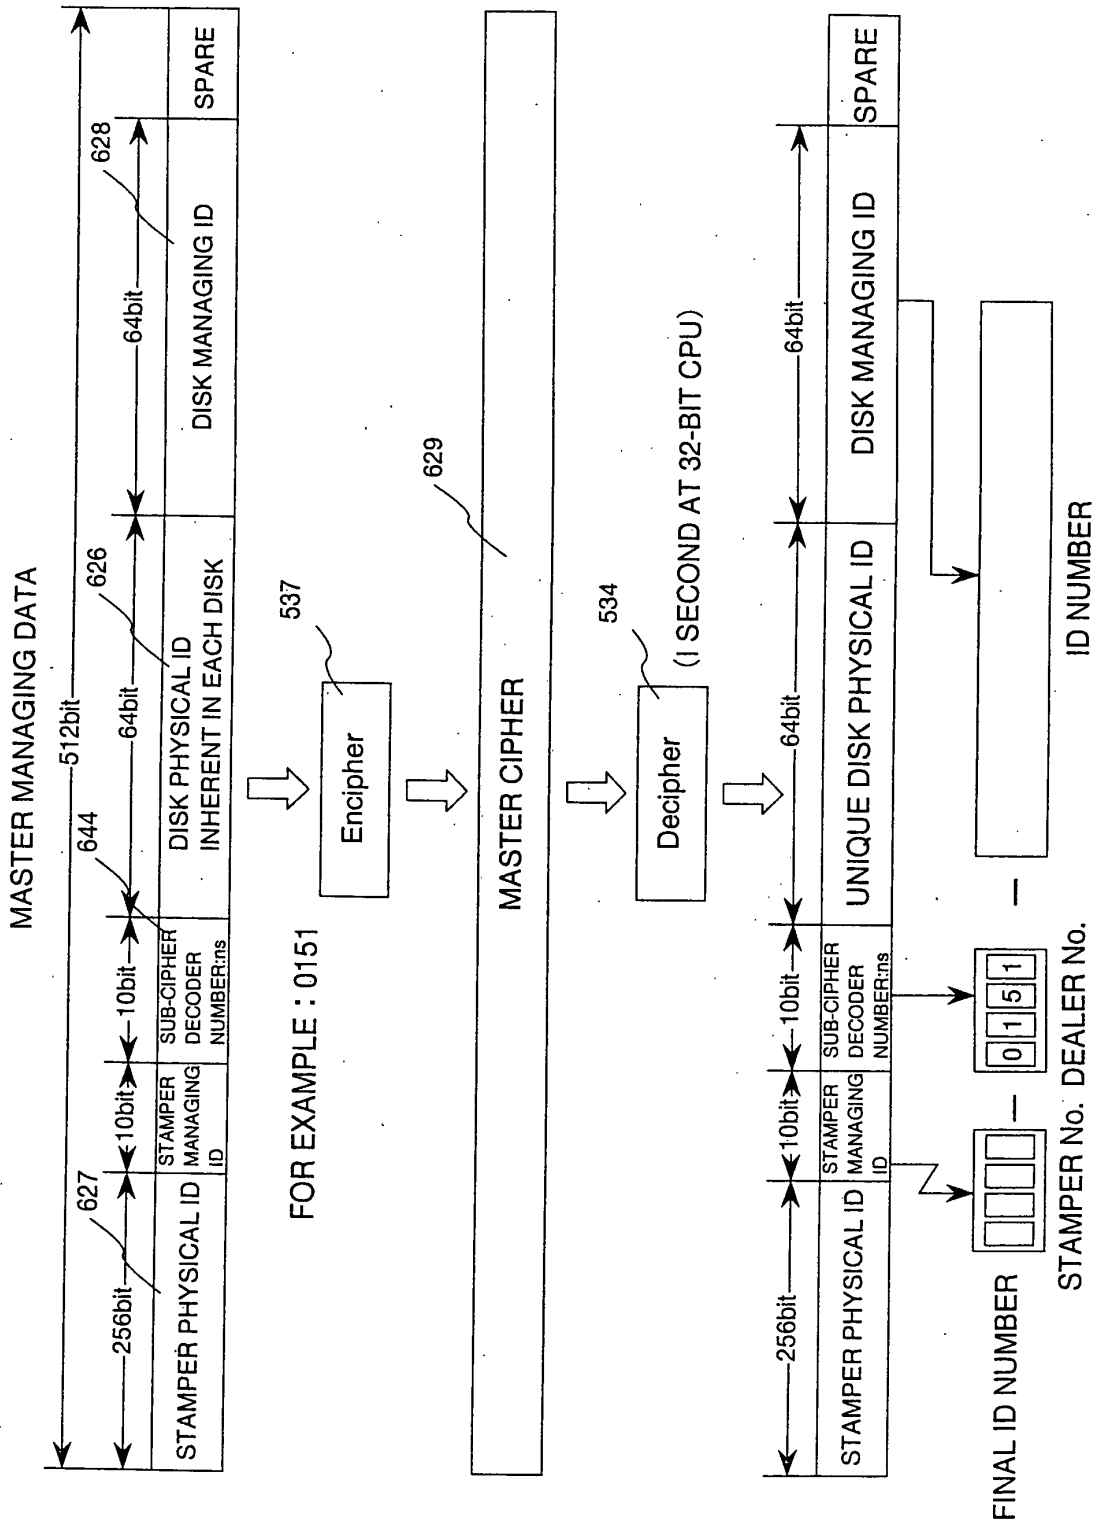 MASTER MANAGING DATA
512bit
256bit
10bit
10bit
64bit
64bit
627
644
626
628
STAMPER PHYSICAL ID
STAMPER
MANAGING
ID
SUB-CIPHER
DECODER
NUMBER:ns
DISK PHYSICAL ID
INHERENT IN EACH DISK
DISK MANAGING ID
SPARE
FOR EXAMPLE : 0151
Encipher
537
MASTER CIPHER
629
Decipher
534
(I SECOND AT 32-BIT CPU)
256bit
10bit
10bit
64bit
64bit
STAMPER PHYSICAL ID
STAMPER
MANAGING
ID
SUB-CIPHER
DECODER
NUMBER:ns
UNIQUE DISK PHYSICAL ID
DISK MANAGING ID
SPARE
FINAL ID NUMBER
0 1 5 1
STAMPER No. DEALER No.
ID NUMBER